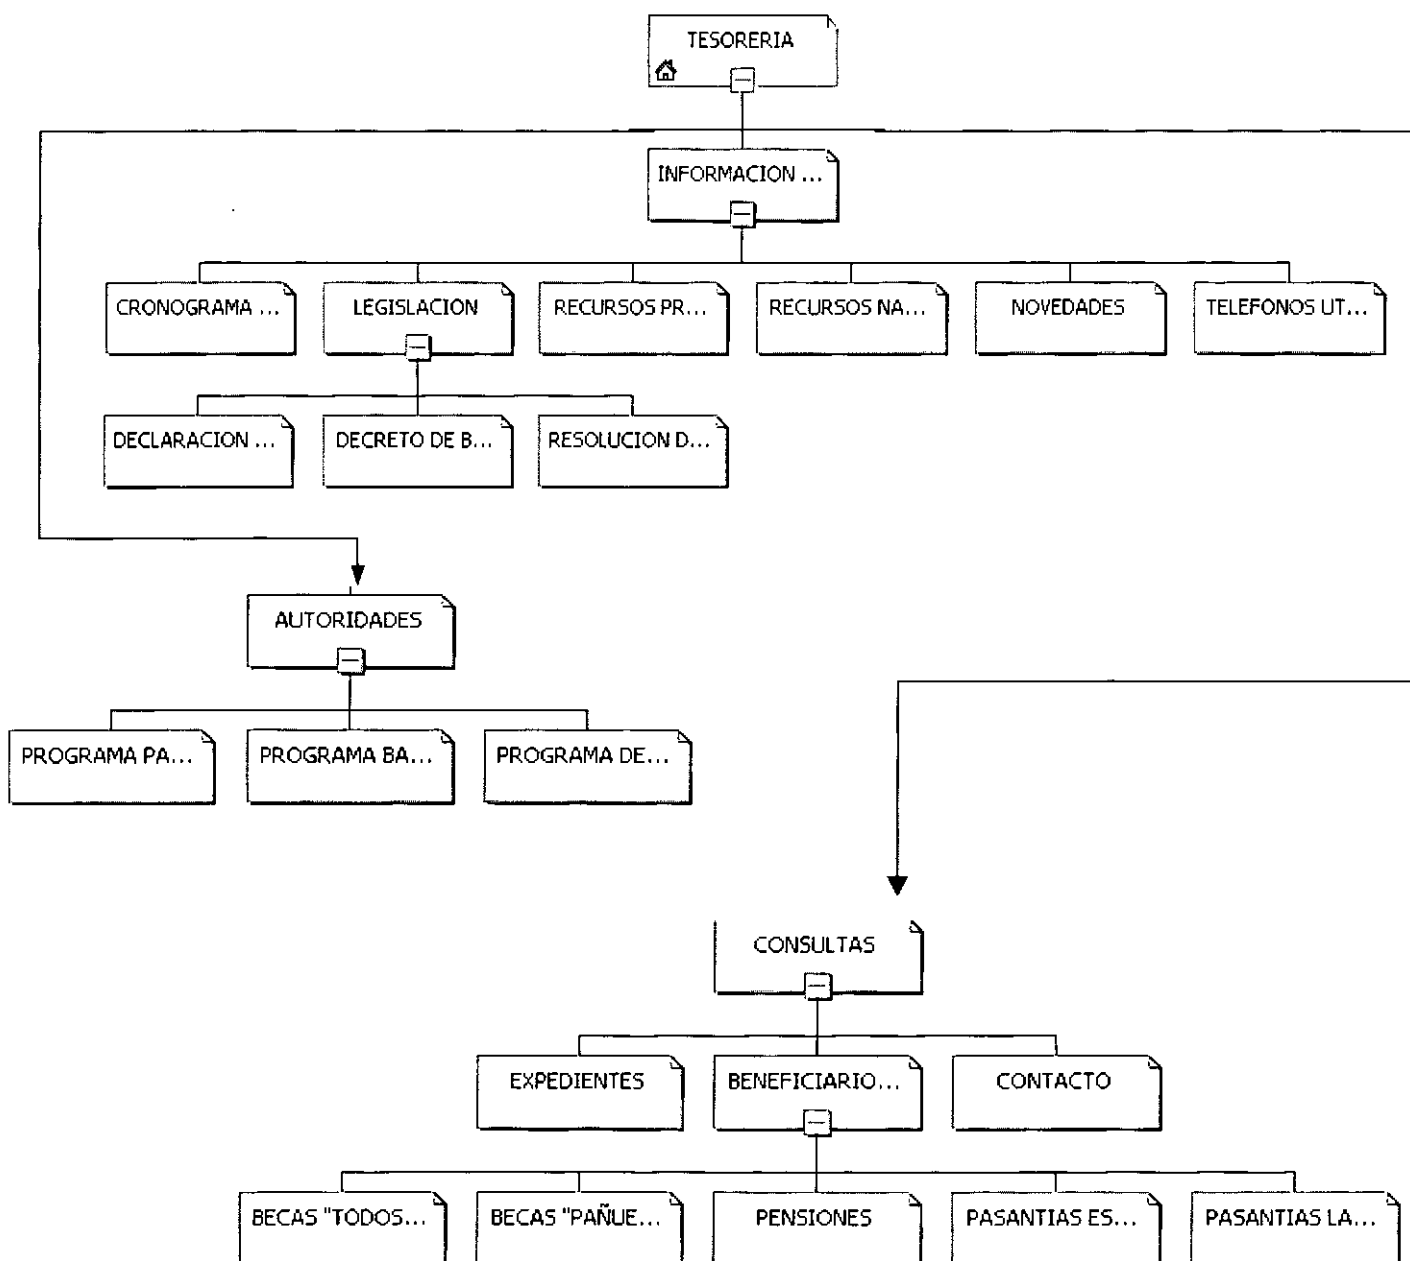 TESORERIA
INFORMACION ...
CRONOGRAMA ...
LEGISLACION
RECURSOS PR...
RECURSOS NA...
NOVEDADES
TELEFONOS UT...
DECLARACION ...
DECRETO DE B...
RESOLUCION D...
AUTORIDADES
PROGRAMA PA...
PROGRAMA BA...
PROGRAMA DE...
CONSULTAS
EXPEDIENTES
BENEFICIARIO...
CONTACTO
BECAS "TODOS...
BECAS "PAÑUE...
PENSIONES
PASANTIAS ES...
PASANTIAS LA...